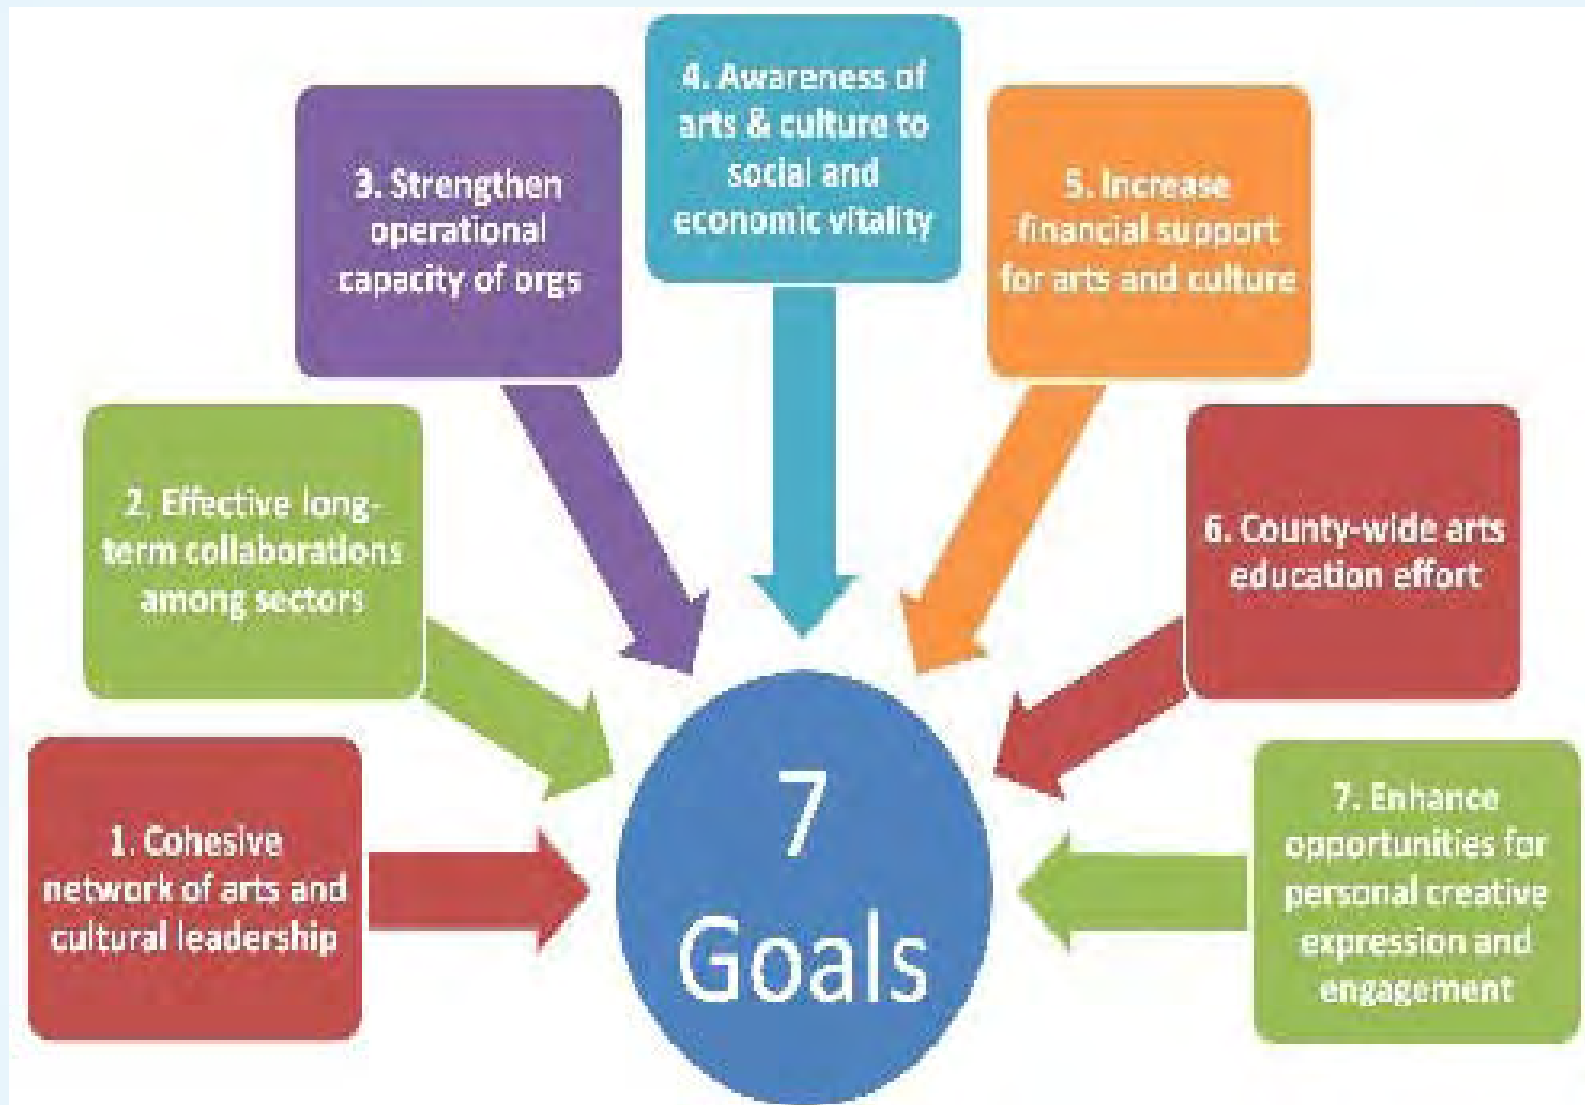 1. Cohesive
network of arts and
cultural leadership
2. Effective long-
term collaborations
among sectors
3. Strengthen
operational
capacity of orgs
4. Awareness of
arts & culture to
social and
economic vitality
5. Increase
financial support
for arts and culture
6. County-wide arts
education effort
7. Enhance
opportunities for
personal creative
expression and
engagement
7
Goals